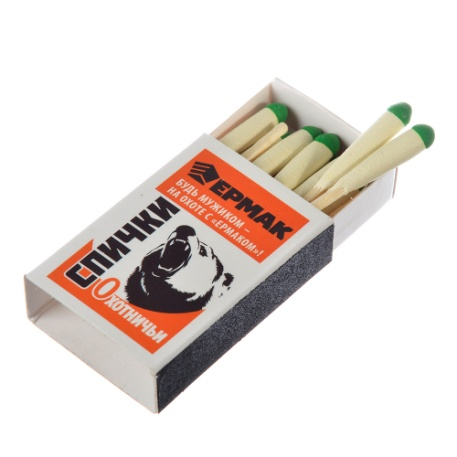 ЕРМАК
БУДЬ МУЖИКОМ –
НА ОХОТЕ С «ЕРМАКОМ»!
СПИЧКИ
Охотничьи